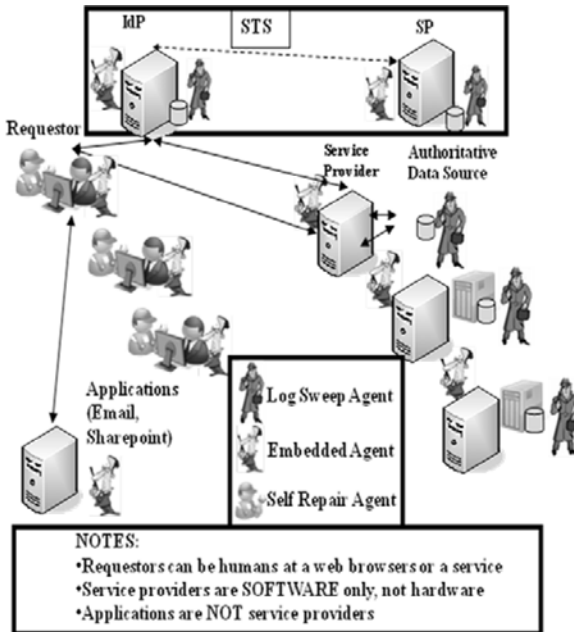 IdP
STS
SP
Requestor
Service
Provider
Authoritative
Data Source
Applications
(Email,
Sharepoint)
Log Sweep Agent
Embedded Agent
Self Repair Agent
NOTES:
•Requestors can be humans at a web browsers or a service
•Service providers are SOFTWARE only, not hardware
•Applications are NOT service providers